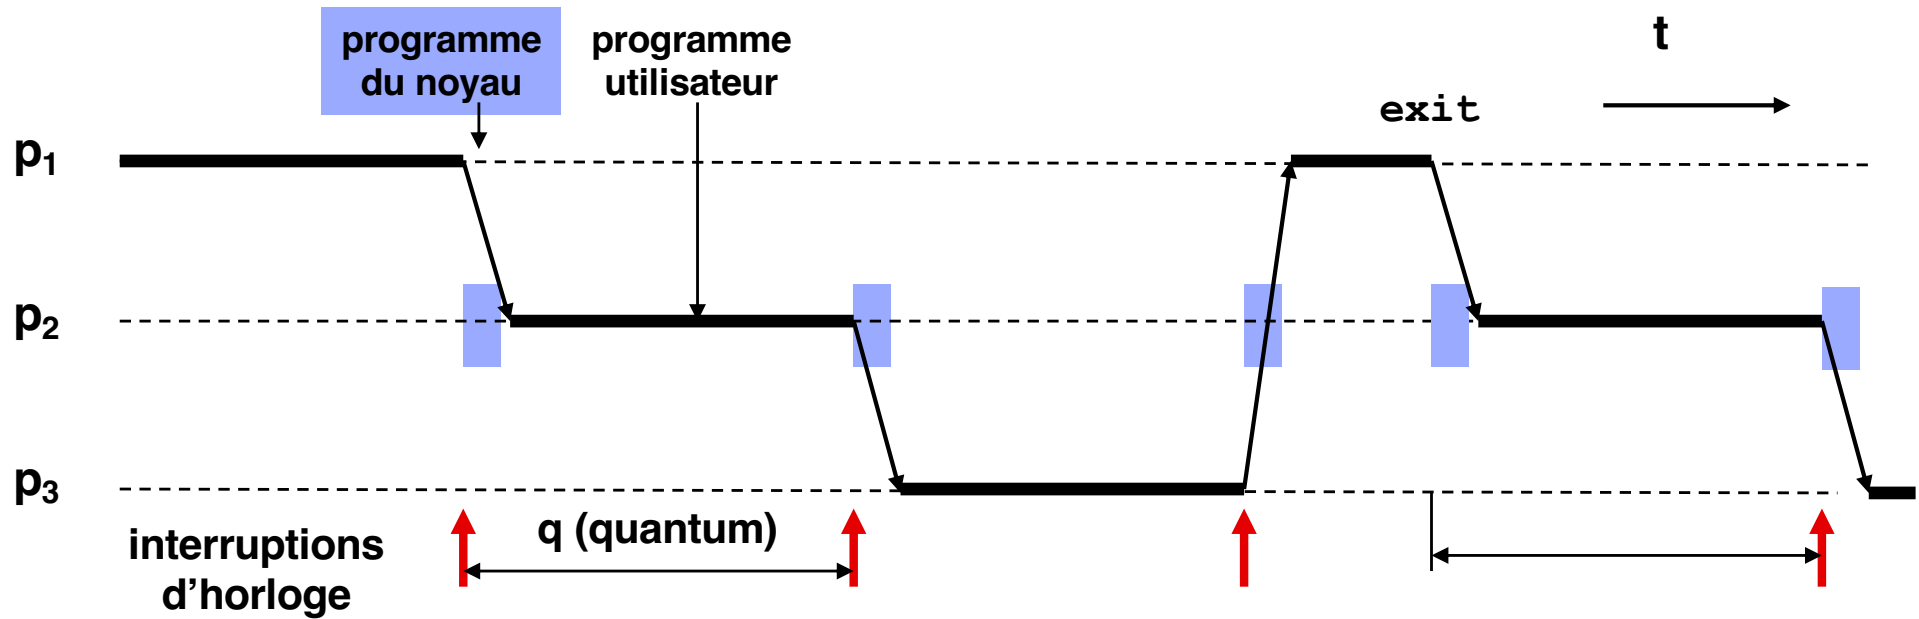 programme
du noyau
programme
utilisateur
t
exit
p1
p2
p3
interruptions
d’horloge
q (quantum)